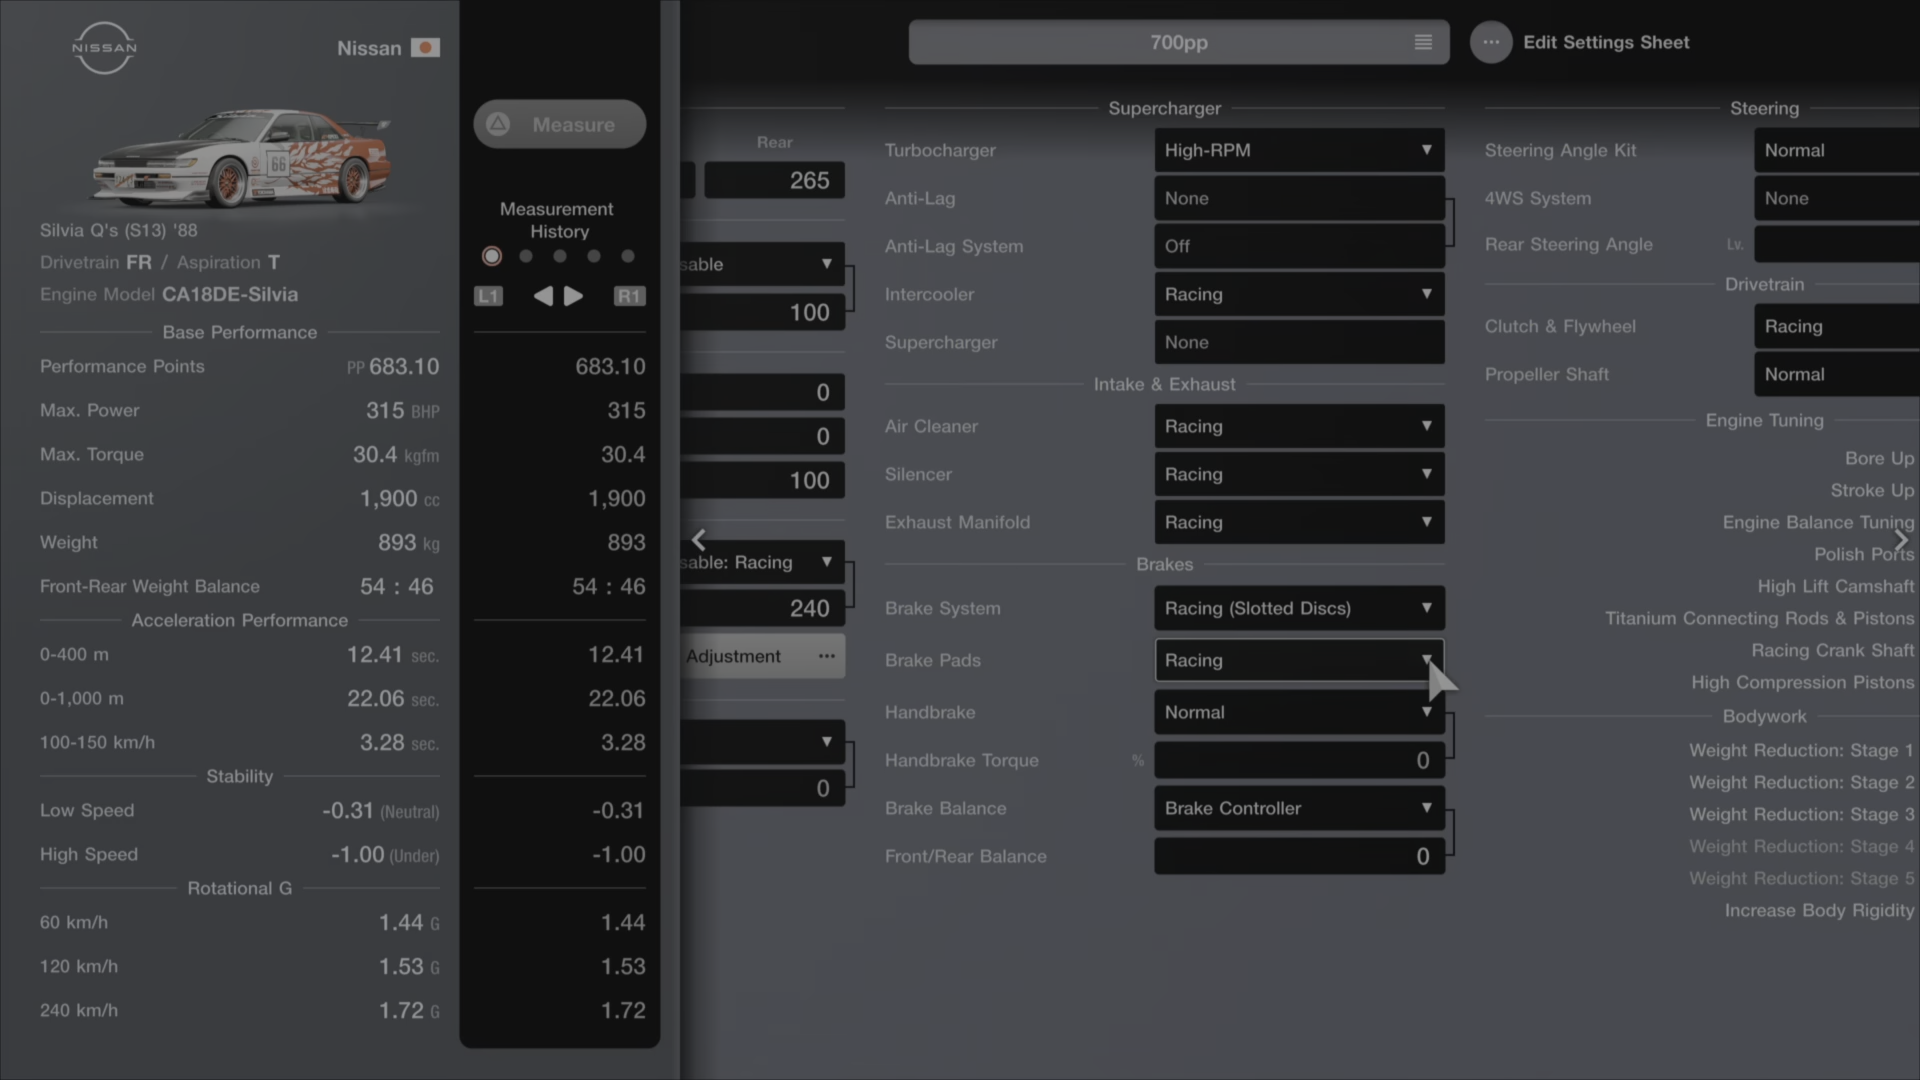 NISSAN
Nissan
66
Silvia Q's (S13) '88
Drivetrain FR / Aspiration T
Engine Model CA18DE-Silvia
Base Performance
Performance Points PP 683.10
Max. Power 315 BHP
Max. Torque 30.4 kgfm
Displacement 1,900 cc
Weight 893 kg
Front-Rear Weight Balance 54 : 46
Acceleration Performance
0-400 m 12.41 sec.
0-1,000 m 22.06 sec.
100-150 km/h 3.28 sec.
Stability
Low Speed -0.31 (Neutral)
High Speed -1.00 (Under)
Rotational G
60 km/h 1.44 G
120 km/h 1.53 G
240 km/h 1.72 G
Measure
Measurement
History
L1 R1
683.10
315
30.4
1,900
893
54 : 46
12.41
22.06
3.28
-0.31
-1.00
1.44
1.53
1.72
Rear
265
sable
100
0
0
100
sable: Racing
240
Adjustment
0
700pp
Edit Settings Sheet
Supercharger
Turbocharger High-RPM
Anti-Lag None
Anti-Lag System Off
Intercooler Racing
Supercharger None
Intake & Exhaust
Air Cleaner Racing
Silencer Racing
Exhaust Manifold Racing
Brakes
Brake System Racing (Slotted Discs)
Brake Pads Racing
Handbrake Normal
Handbrake Torque % 0
Brake Balance Brake Controller
Front/Rear Balance 0
Steering
Steering Angle Kit Normal
4WS System None
Rear Steering Angle Lv.
Drivetrain
Clutch & Flywheel Racing
Propeller Shaft Normal
Engine Tuning
Bore Up
Stroke Up
Engine Balance Tuning
Polish Ports
High Lift Camshaft
Titanium Connecting Rods & Pistons
Racing Crank Shaft
High Compression Pistons
Bodywork
Weight Reduction: Stage 1
Weight Reduction: Stage 2
Weight Reduction: Stage 3
Weight Reduction: Stage 4
Weight Reduction: Stage 5
Increase Body Rigidity